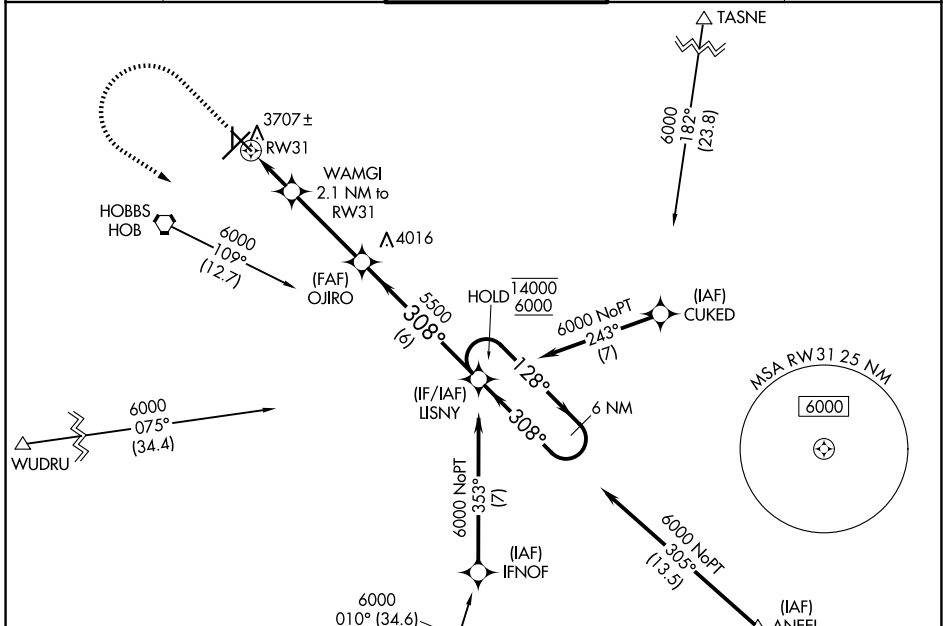 TASNE
6000
182°
(23.8)
3707±
RW31
WAMGI
2.1 NM to
RW31
HOBBS
HOB
6000
109°
(12.7)
4016
(FAF)
OJIRO
5500
308°
(6)
HOLD
14000
6000
6000 NoPT
243°
(7)
(IAF)
CUKED
128°
308°
6 NM
(IF/IAF)
LISNY
MSA RW31 25 NM
6000
6000
075°
(34.4)
WUDRU
6000 NoPT
353°
(7)
(IAF)
IFNOF
6000 NoPT
305°
(13.5)
(IAF)
6000
010° (34.6)